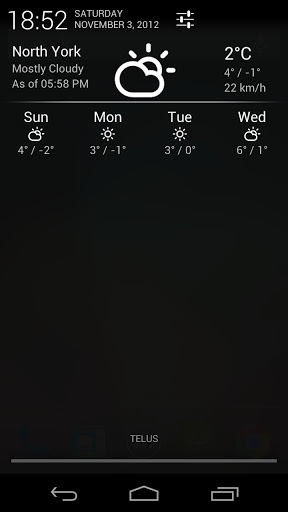 18:52 SATURDAY
NOVEMBER 3, 2012
North York
Mostly Cloudy
As of 05:58 PM
2°C
4° / -1°
22 km/h
Sun Mon Tue Wed
4° / -2° 3° / -1° 3° / 0° 6° / 1°
TELUS